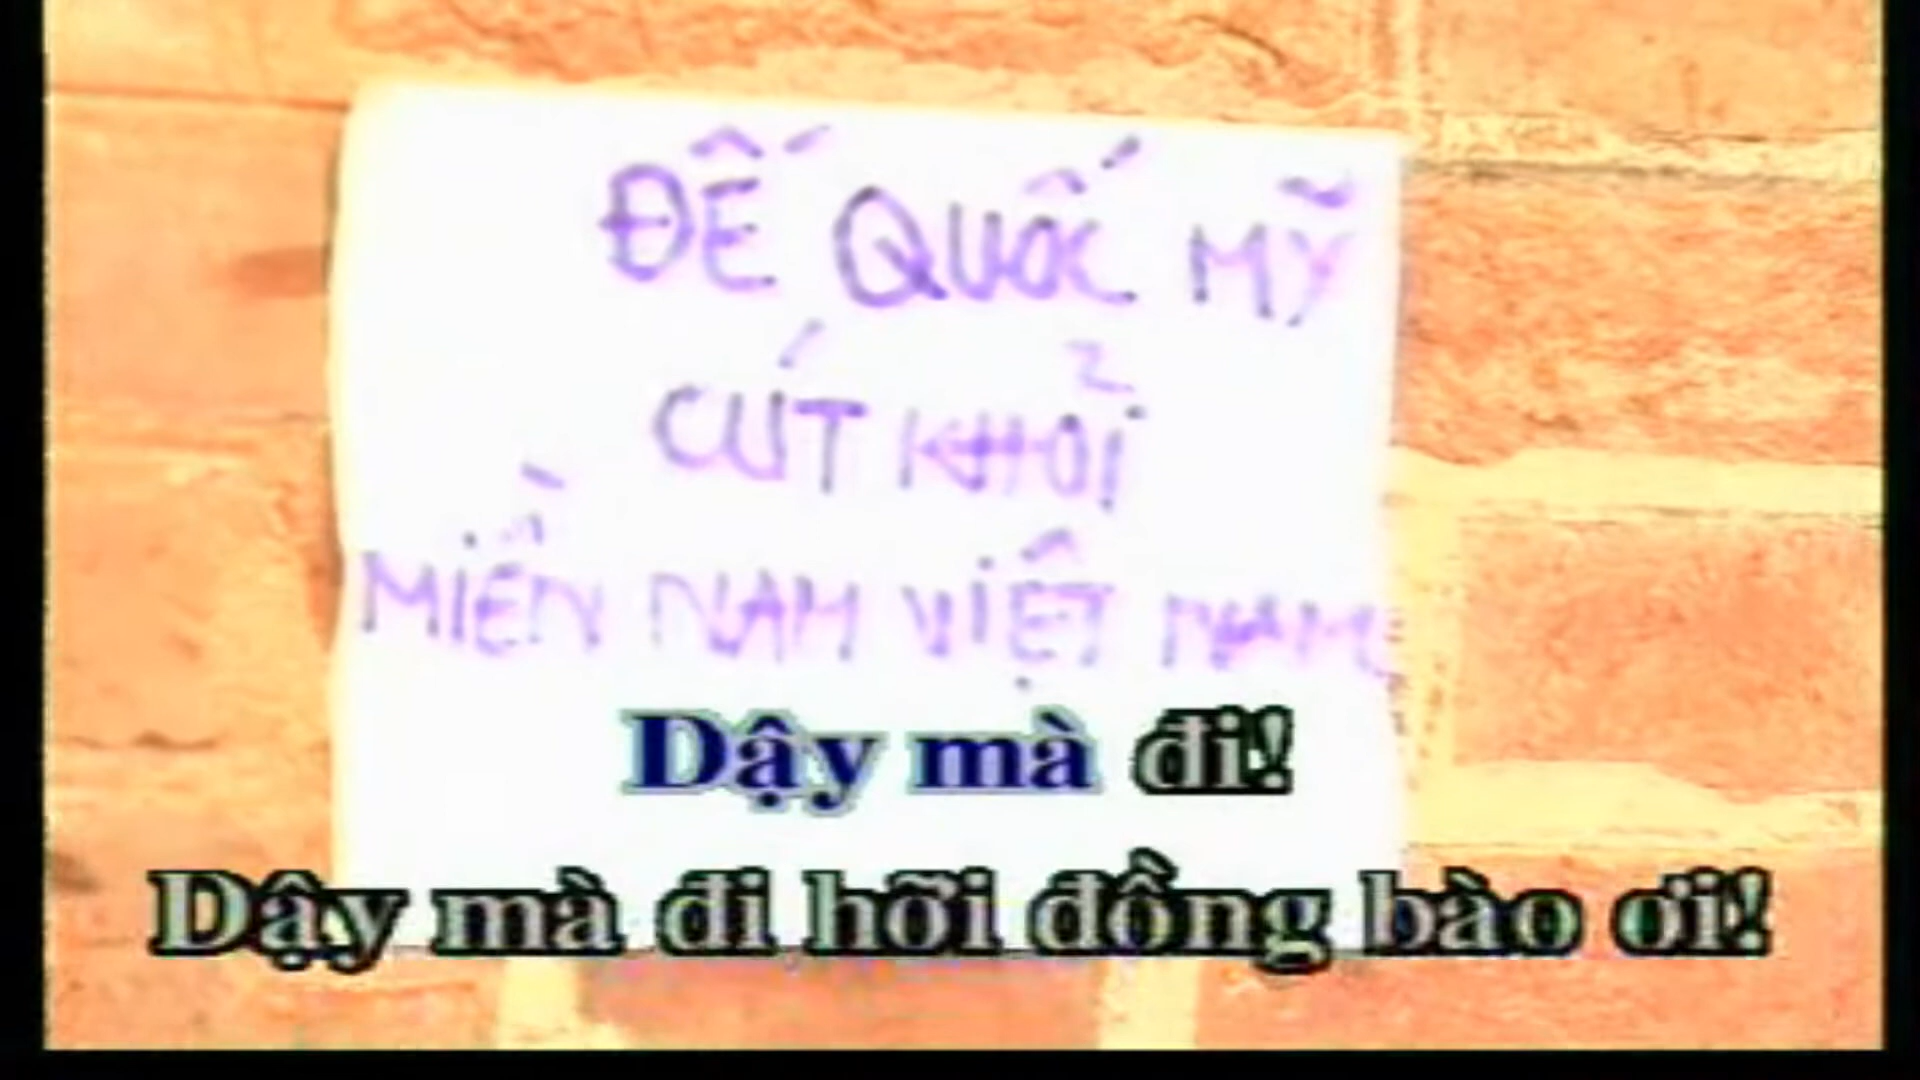 ĐẾ QUỐC MỸ
CÚT KHỎI
MIỀN NAM VIỆT NAM
Dậy mà đi!
Dậy mà đi hỡi đồng bào ơi!